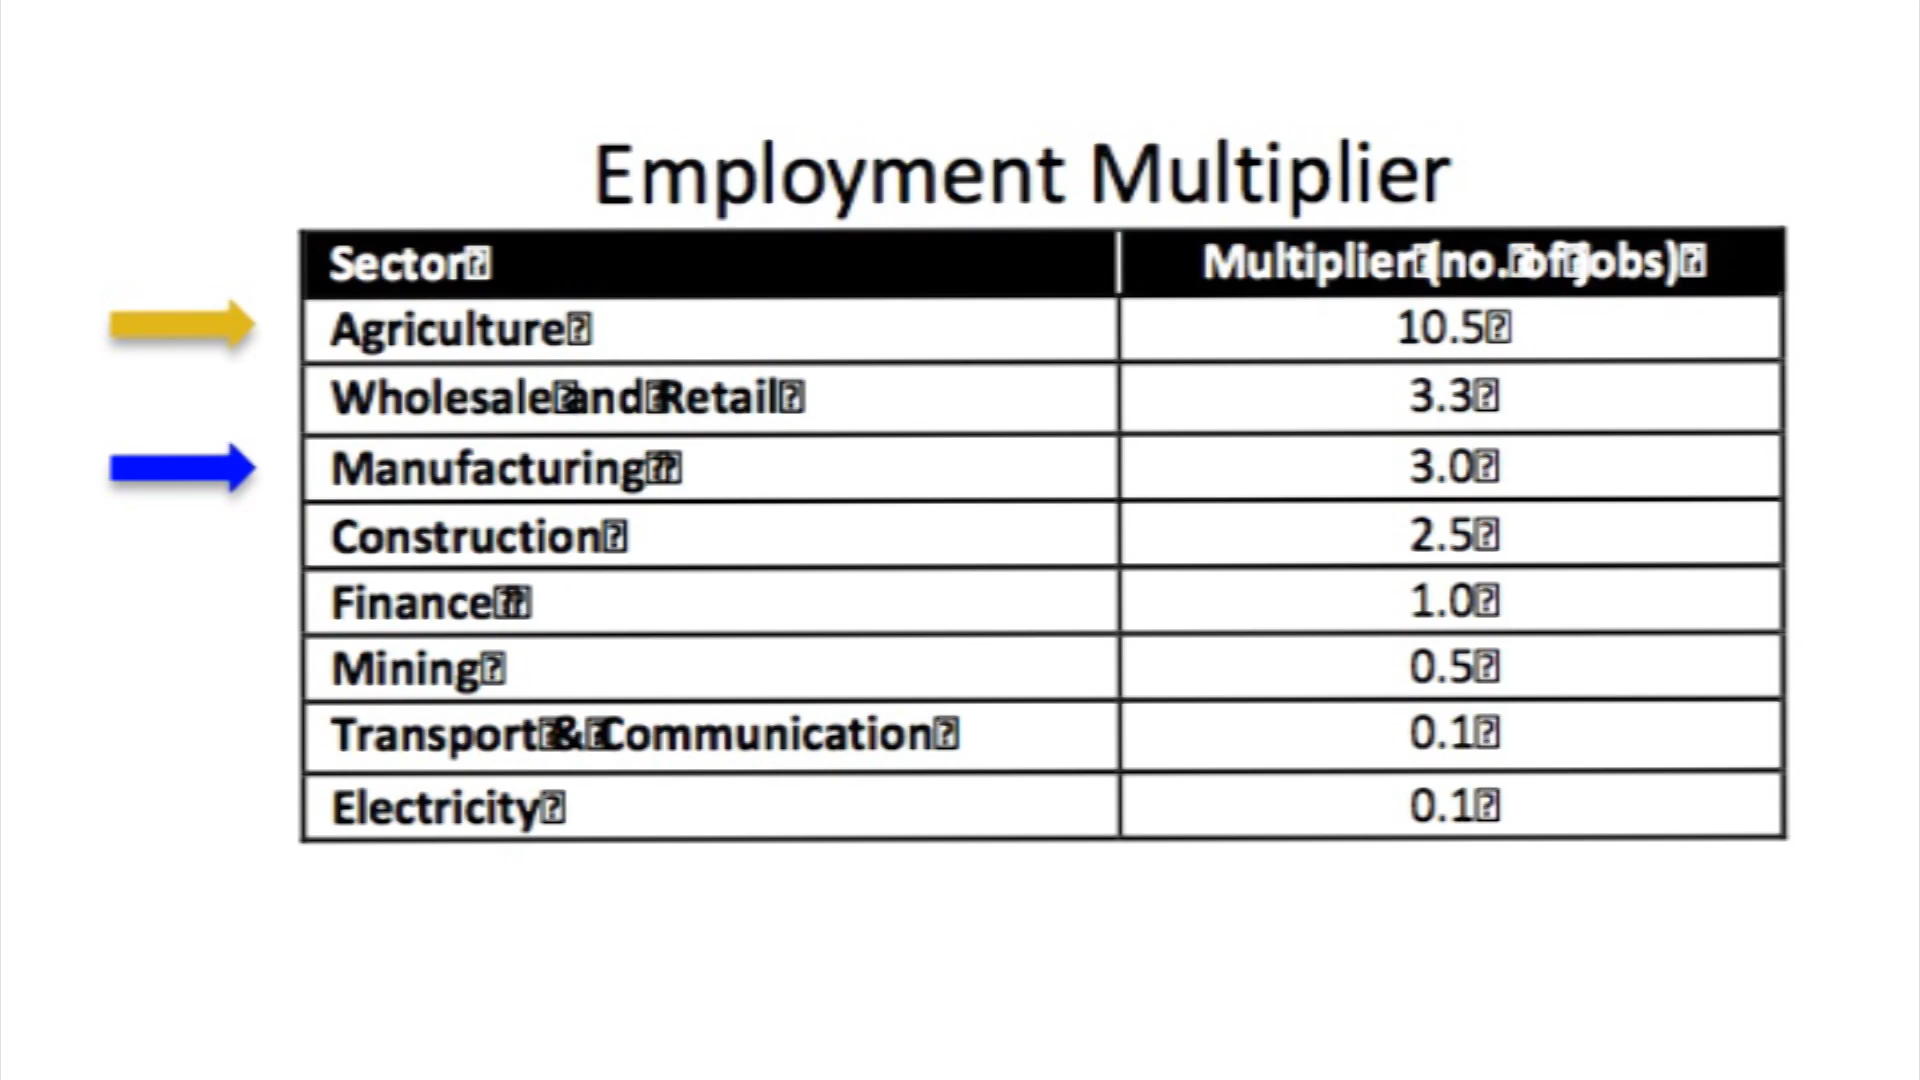 Employment Multiplier
Sector Multiplier (no. of jobs)
Agriculture 10.5
Wholesale and Retail 3.3
Manufacturing 3.0
Construction 2.5
Finance 1.0
Mining 0.5
Transport & Communication 0.1
Electricity 0.1